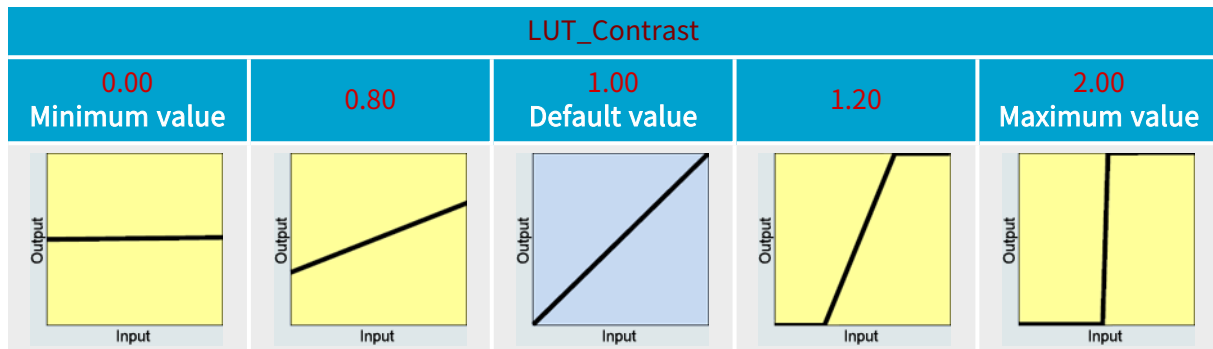 LUT_Contrast
0.00
Minimum value
0.80
1.00
Default value
1.20
2.00
Maximum value
Output
Input
Output
Input
Output
Input
Output
Input
Output
Input